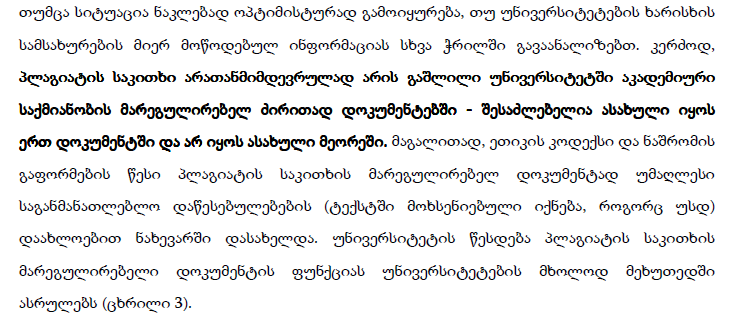 თუმცა სიტუაცია ნაკლებად ოპტიმისტურად გამოიყურება, თუ უნივერსიტეტების ხარისხის
სამსახურების მიერ მოწოდებულ ინფორმაციას სხვა ჭრილში გავაანალიზებთ. კერძოდ,
პლაგიატის საკითხი არათანმიმდევრულად არის გაშლილი უნივერსიტეტში აკადემიური
საქმიანობის მარეგულირებელ ძირითად დოკუმენტებში - შესაძლებელია ასახული იყოს
ერთ დოკუმენტში და არ იყოს ასახული მეორეში. მაგალითად, ეთიკის კოდექსი და ნაშრომის
გაფორმების წესი პლაგიატის საკითხის მარეგულირებელ დოკუმენტად უმაღლესი
საგანმანათლებლო დაწესებულებების (ტექსტში მოხსენიებული იქნება, როგორც უსდ)
დაახლოებით ნახევარში დასახელდა. უნივერსიტეტის წესდება პლაგიატის საკითხის
მარეგულირებელი დოკუმენტის ფუნქციას უნივერსიტეტების მხოლოდ მეხუთედში
ასრულებს (ცხრილი 3).